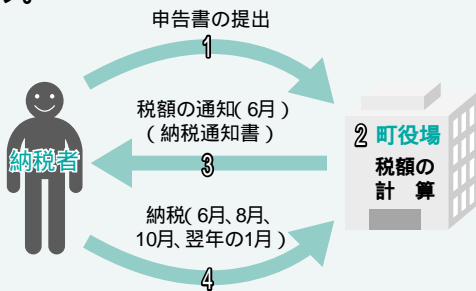 申告書の提出
1
税額の通知(6月)
(納税通知書)
3
納税者
2 町役場
税額の
計 算
納税(6月、8月、
10月、翌年の1月)
4